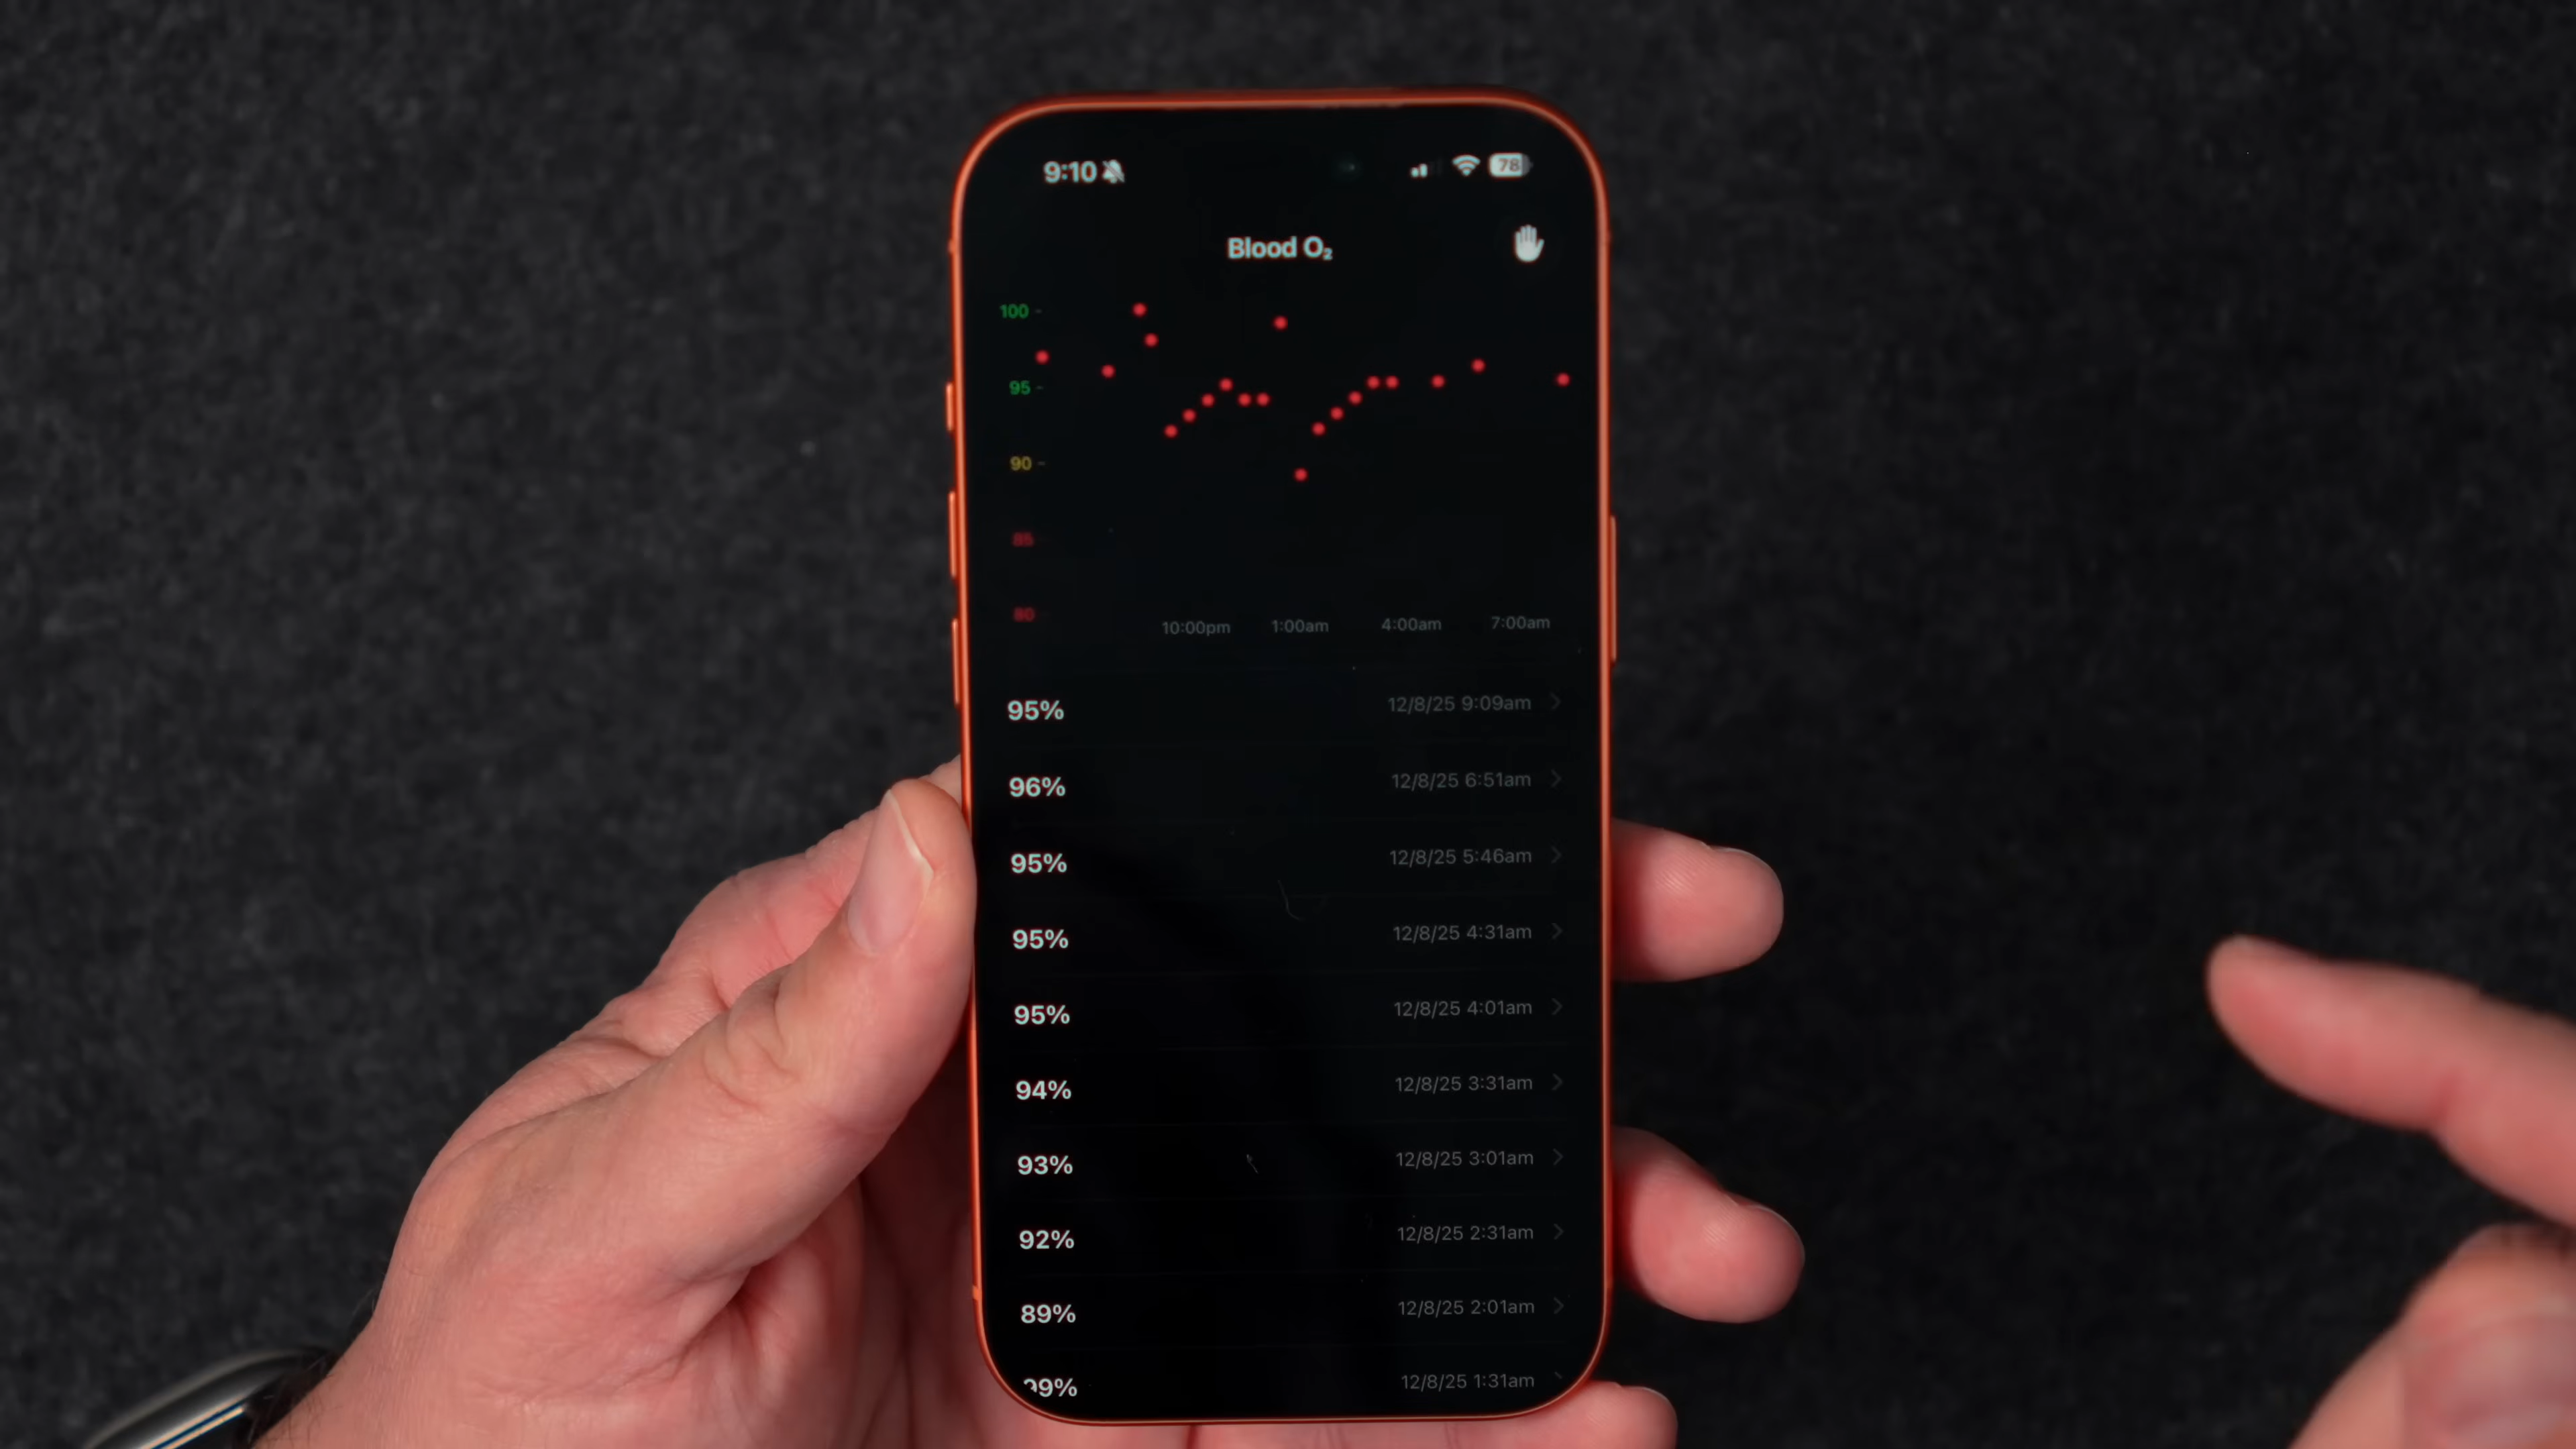 9:10 78
Blood O₂
100
95
90
85
80
10:00pm 1:00am 4:00am 7:00am
95% 12/8/25 9:09am
96% 12/8/25 6:51am
95% 12/8/25 5:46am
95% 12/8/25 4:31am
95% 12/8/25 4:01am
94% 12/8/25 3:31am
93% 12/8/25 3:01am
92% 12/8/25 2:31am
89% 12/8/25 2:01am
99% 12/8/25 1:31am